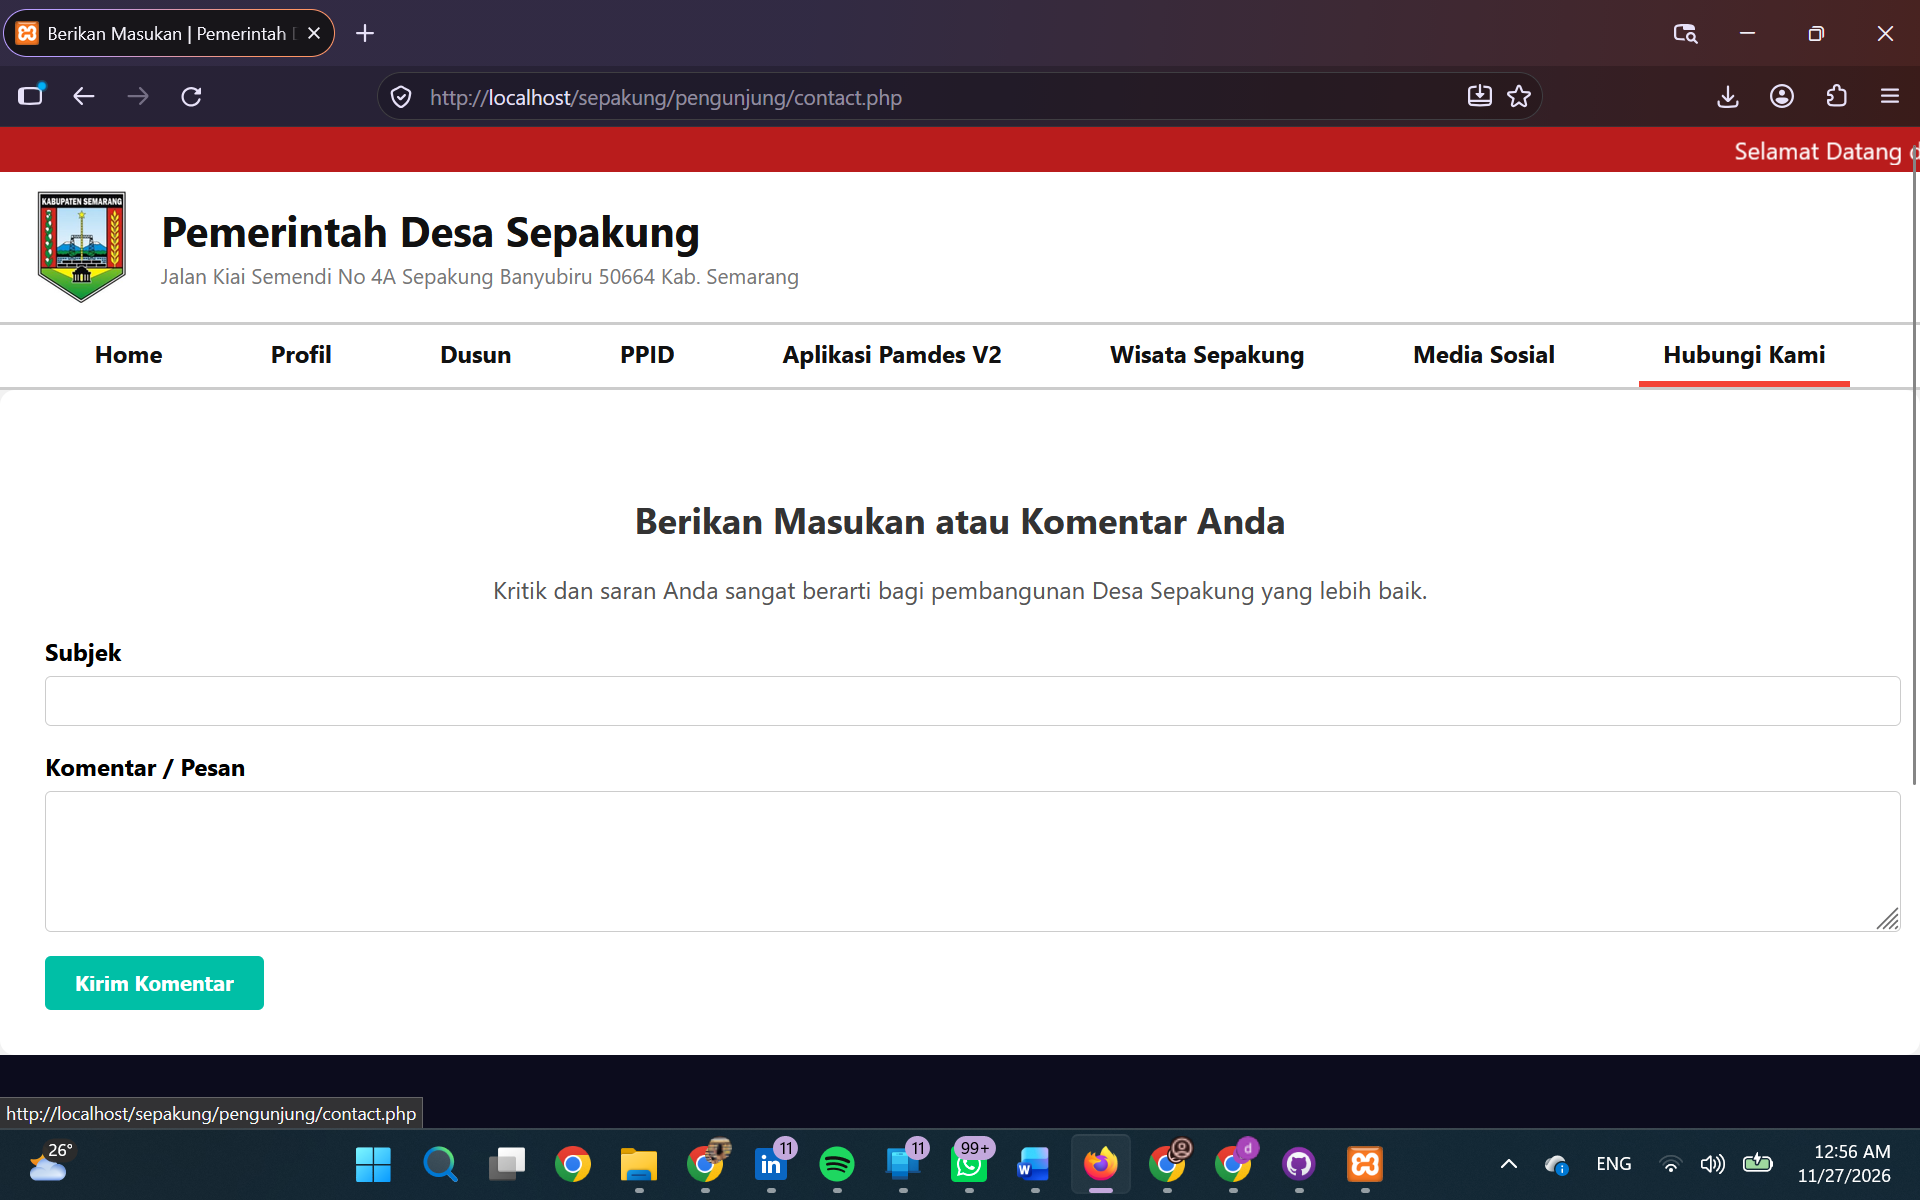 Berikan Masukan | Pemerintah
http://localhost/sepakung/pengunjung/contact.php
Selamat Datang d
KABUPATEN SEMARANG
Pemerintah Desa Sepakung
Jalan Kiai Semendi No 4A Sepakung Banyubiru 50664 Kab. Semarang
Home Profil Dusun PPID Aplikasi Pamdes V2 Wisata Sepakung Media Sosial Hubungi Kami
Berikan Masukan atau Komentar Anda
Kritik dan saran Anda sangat berarti bagi pembangunan Desa Sepakung yang lebih baik.
Subjek
Komentar / Pesan
Kirim Komentar
http://localhost/sepakung/pengunjung/contact.php
26°
11
11
99+
d
ENG
12:56 AM
11/27/2026